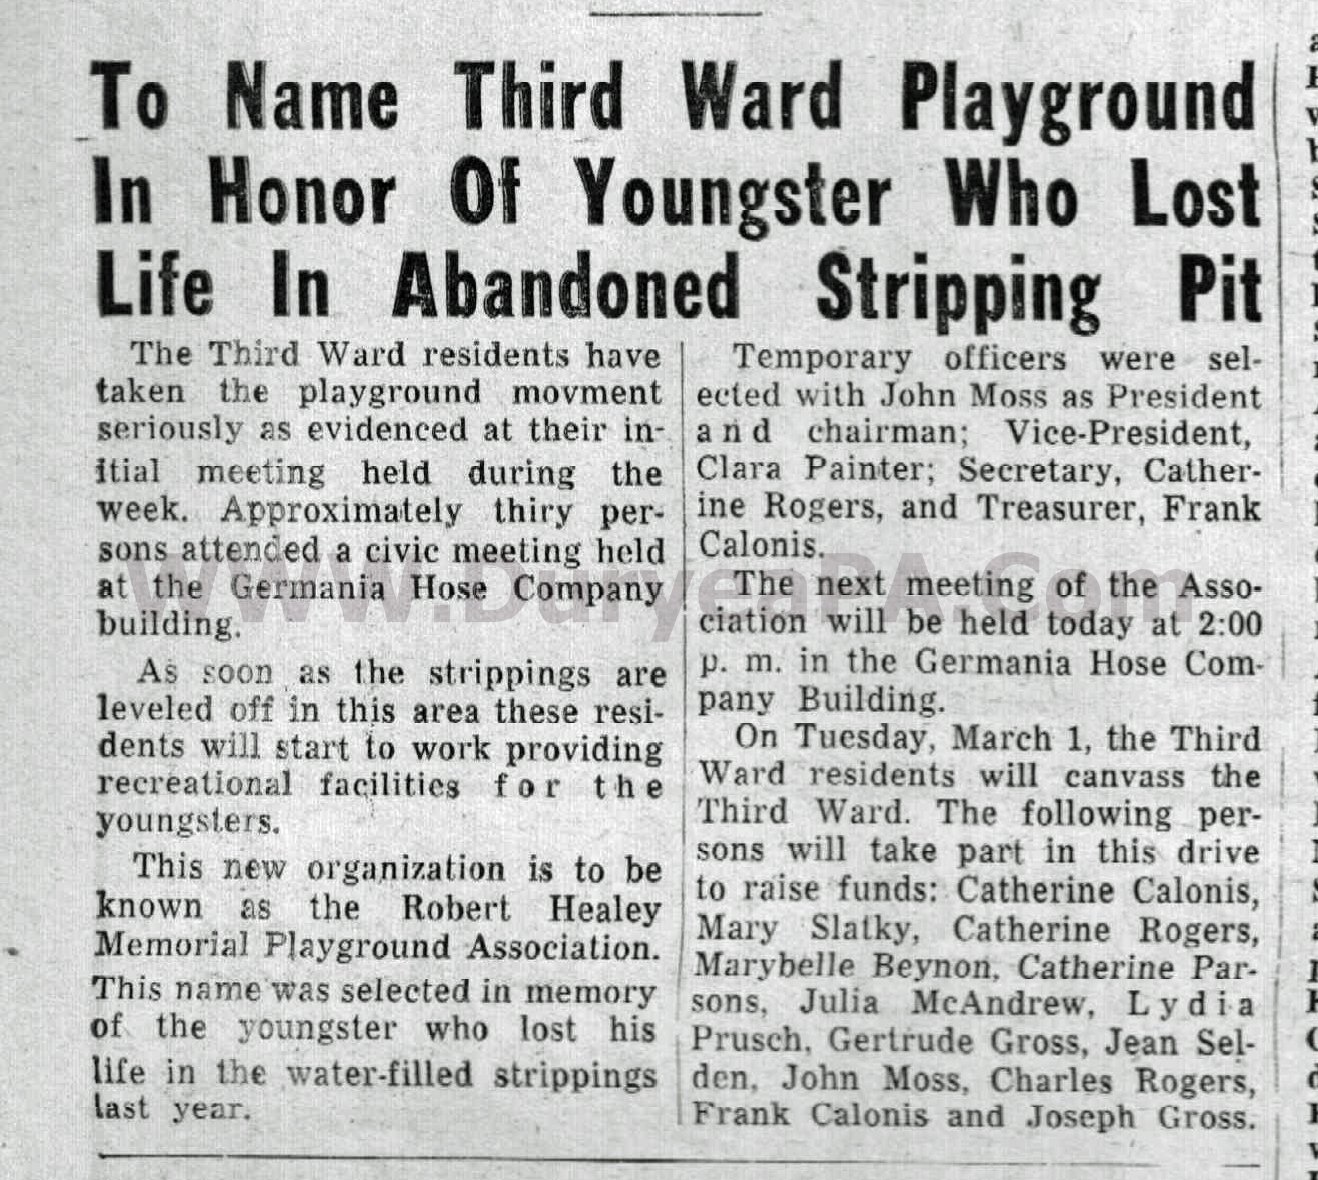 To Name Third Ward Playground
In Honor Of Youngster Who Lost
Life In Abandoned Stripping Pit
The Third Ward residents have
taken the playground movment
seriously as evidenced at their in-
itial meeting held during the
week. Approximately thiry per-
sons attended a civic meeting held
at the Germania Hose Company
building.
As soon as the strippings are
leveled off in this area these resi-
dents will start to work providing
recreational facilities for the
youngsters.
This new organization is to be
known as the Robert Healey
Memorial Playground Association.
This name was selected in memory
of the youngster who lost his
life in the water-filled strippings
last year.
Temporary officers were sel-
ected with John Moss as President
and chairman; Vice-President,
Clara Painter; Secretary, Cather-
ine Rogers, and Treasurer, Frank
Calonis.
The next meeting of the Asso-
ciation will be held today at 2:00
p. m. in the Germania Hose Com-
pany Building.
On Tuesday, March 1, the Third
Ward residents will canvass the
Third Ward. The following per-
sons will take part in this drive
to raise funds: Catherine Calonis,
Mary Slatky, Catherine Rogers,
Marybelle Beynon, Catherine Par-
sons, Julia McAndrew, Lydia
Prusch, Gertrude Gross, Jean Sel-
den, John Moss, Charles Rogers,
Frank Calonis and Joseph Gross.
WWW.DuryeaPA.Com